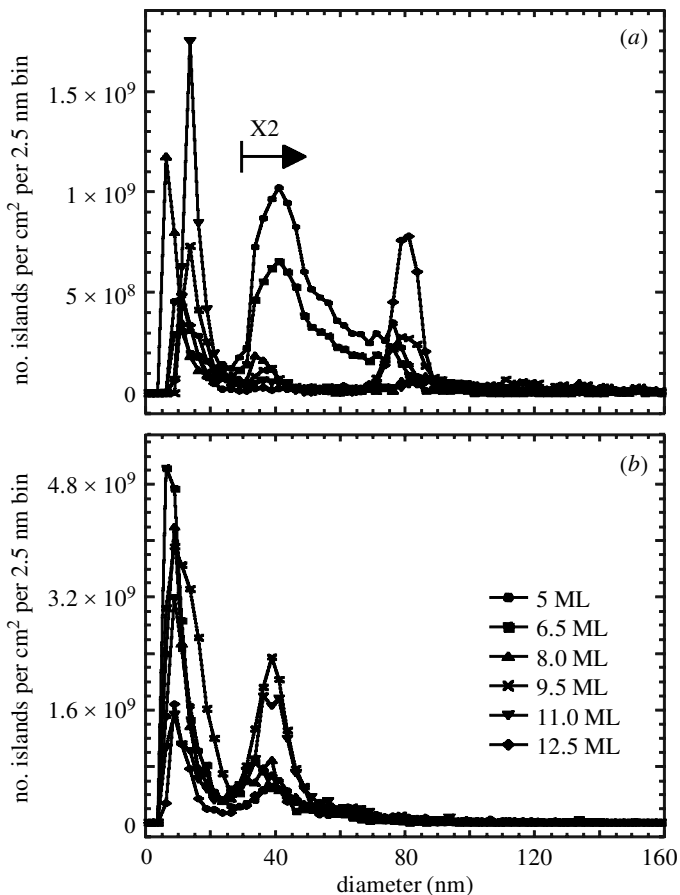 (a)
no. islands per cm² per 2.5 nm bin
1.5 × 10⁹
1 × 10⁹
5 × 10⁸
0
X2
(b)
no. islands per cm² per 2.5 nm bin
4.8 × 10⁹
3.2 × 10⁹
1.6 × 10⁹
0
5 ML
6.5 ML
8.0 ML
9.5 ML
11.0 ML
12.5 ML
0 40 80 120 160
diameter (nm)